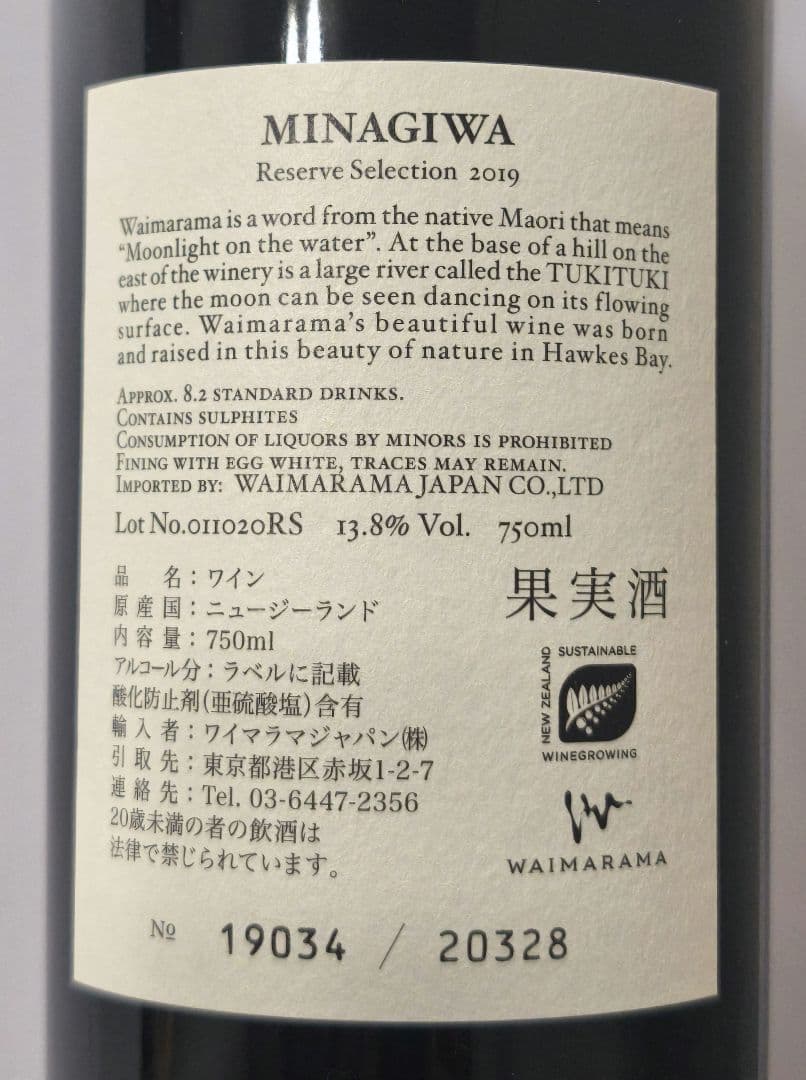 MINAGIWA
Reserve Selection 2019
Waimarama is a word from the native Maori that means
“Moonlight on the water”. At the base of a hill on the
east of the winery is a large river called the TUKITUKI
where the moon can be seen dancing on its flowing
surface. Waimarama’s beautiful wine was born
and raised in this beauty of nature in Hawkes Bay.
Approx. 8.2 standard drinks.
Contains sulphites
Consumption of liquors by minors is prohibited
Fining with egg white, traces may remain.
Imported by: WAIMARAMA JAPAN CO.,LTD
Lot No.011020RS 13.8% Vol. 750ml
品名：ワイン
原産国：ニュージーランド
内容量：750ml
アルコール分：ラベルに記載
酸化防止剤(亜硫酸塩)含有
輸入者：ワイマラマジャパン㈱
引取先：東京都港区赤坂1-2-7
連絡先：Tel. 03-6447-2356
20歳未満の者の飲酒は
法律で禁じられています。
果実酒
SUSTAINABLE
NEW ZEALAND
WINEGROWING
WAIMARAMA
№ 19034 / 20328